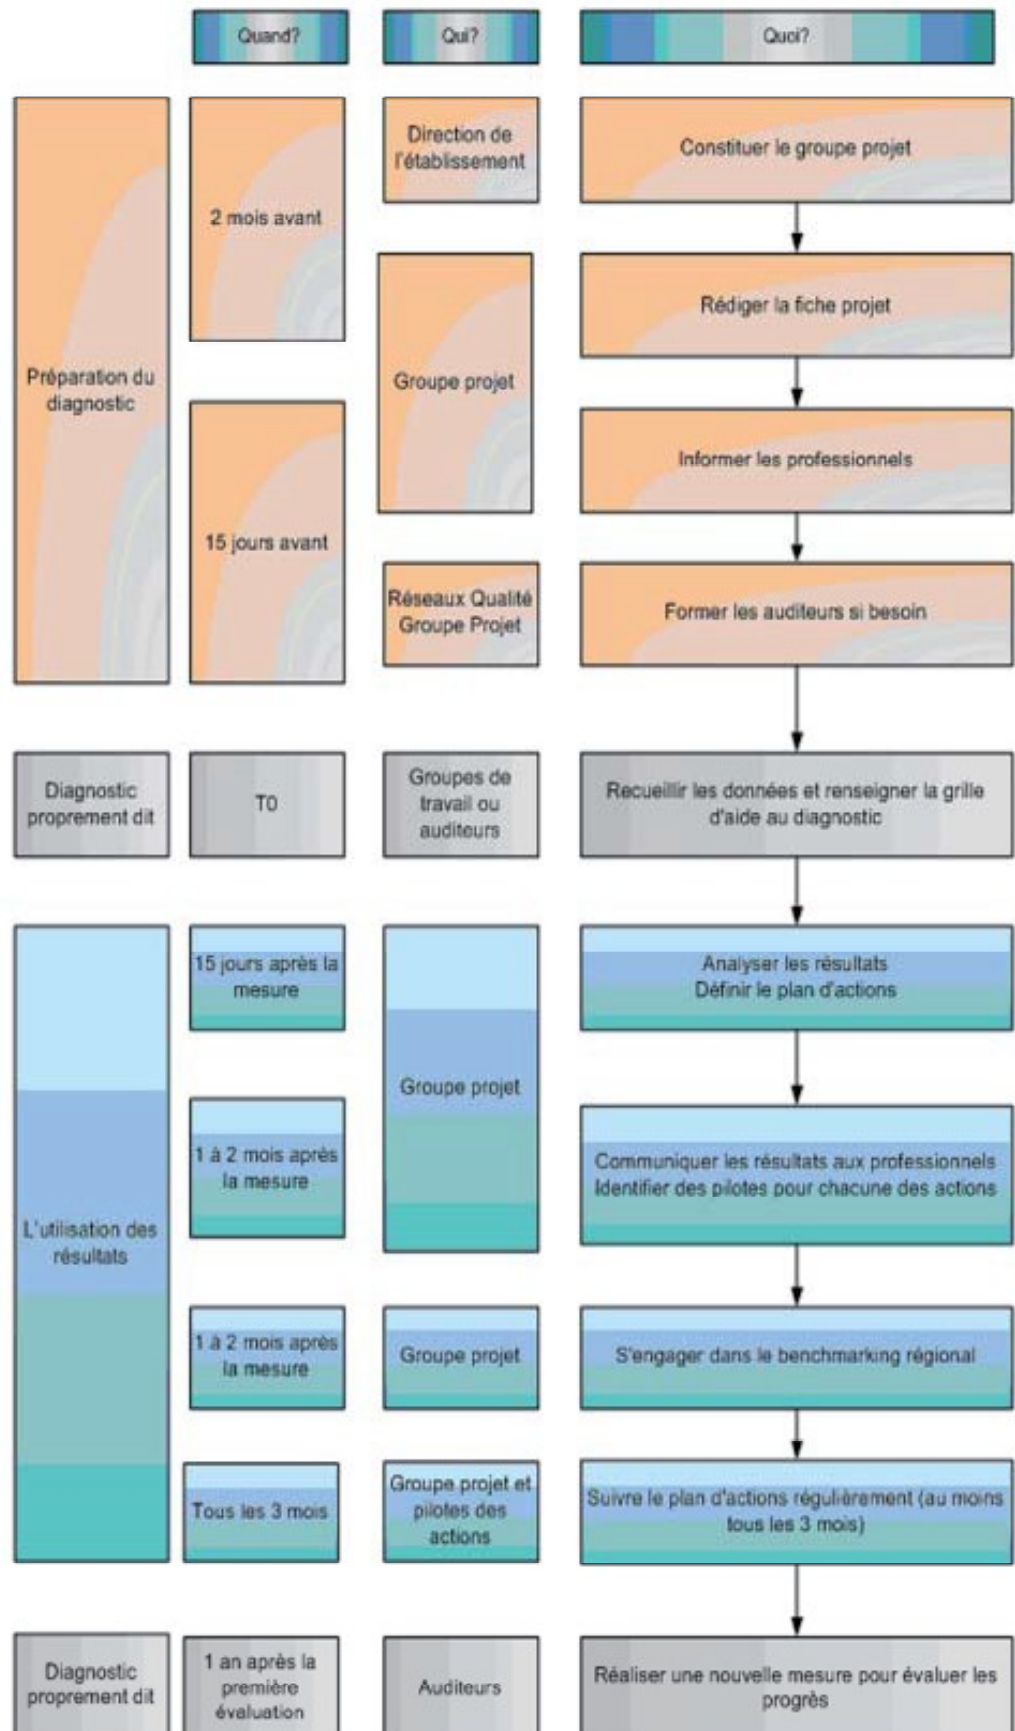 Quand?
Qui?
Quoi?
Préparation du
diagnostic
2 mois avant
Direction de
l'établissement
Constituer le groupe projet
Groupe projet
Rédiger la fiche projet
Informer les professionnels
15 jours avant
Réseaux Qualité
Groupe Projet
Former les auditeurs si besoin
Diagnostic
proprement dit
T0
Groupes de
travail ou
auditeurs
Recueillir les données et renseigner la grille
d'aide au diagnostic
L'utilisation des
résultats
15 jours après la
mesure
Groupe projet
Analyser les résultats
Définir le plan d'actions
1 à 2 mois après
la mesure
Communiquer les résultats aux professionnels
Identifier des pilotes pour chacune des actions
1 à 2 mois après
la mesure
Groupe projet
S'engager dans le benchmarking régional
Tous les 3 mois
Groupe projet et
pilotes des
actions
Suivre le plan d'actions régulièrement (au moins
tous les 3 mois)
Diagnostic
proprement dit
1 an après la
première
évaluation
Auditeurs
Réaliser une nouvelle mesure pour évaluer les
progrès